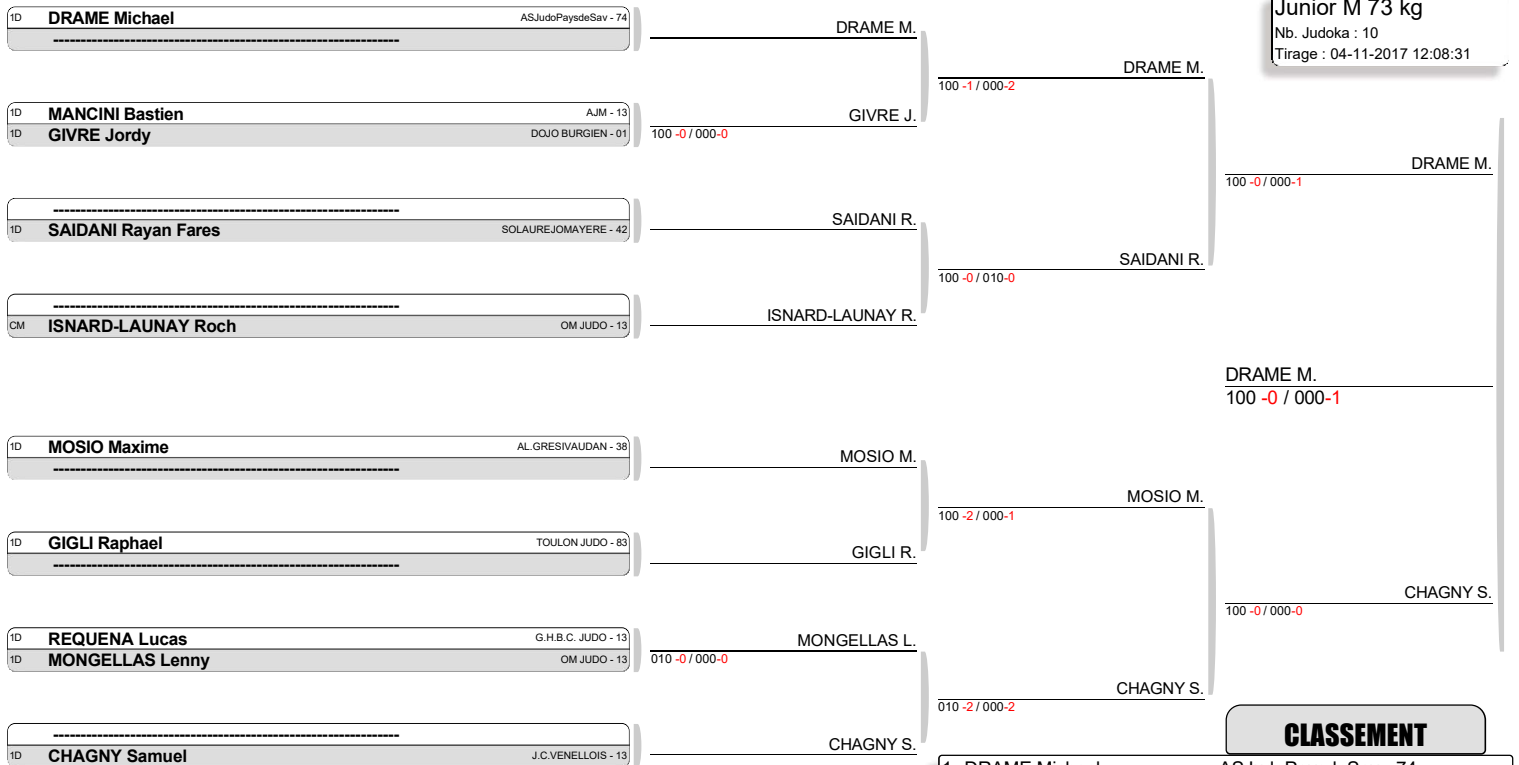 Junior M 73 kg
Nb. Judoka : 10
Tirage : 04-11-2017 12:08:31
1D DRAME Michael ASJudoPaysdeSav - 74
----------------------------------------------------------------
1D MANCINI Bastien AJM - 13
1D GIVRE Jordy DOJO BURGIEN - 01
----------------------------------------------------------------
1D SAIDANI Rayan Fares SOLAUREJOMAYERE - 42
----------------------------------------------------------------
CM ISNARD-LAUNAY Roch OM JUDO - 13
1D MOSIO Maxime AL.GRESIVAUDAN - 38
----------------------------------------------------------------
1D GIGLI Raphael TOULON JUDO - 83
----------------------------------------------------------------
1D REQUENA Lucas G.H.B.C. JUDO - 13
1D MONGELLAS Lenny OM JUDO - 13
----------------------------------------------------------------
1D CHAGNY Samuel J.C.VENELLOIS - 13
DRAME M.
GIVRE J.
100 -0 / 000-0
SAIDANI R.
ISNARD-LAUNAY R.
MOSIO M.
GIGLI R.
MONGELLAS L.
010 -0 / 000-0
CHAGNY S.
DRAME M.
100 -1 / 000-2
SAIDANI R.
100 -0 / 010-0
MOSIO M.
100 -2 / 000-1
CHAGNY S.
010 -2 / 000-2
DRAME M.
100 -0 / 000-1
DRAME M.
100 -0 / 000-1
CHAGNY S.
100 -0 / 000-0
CLASSEMENT